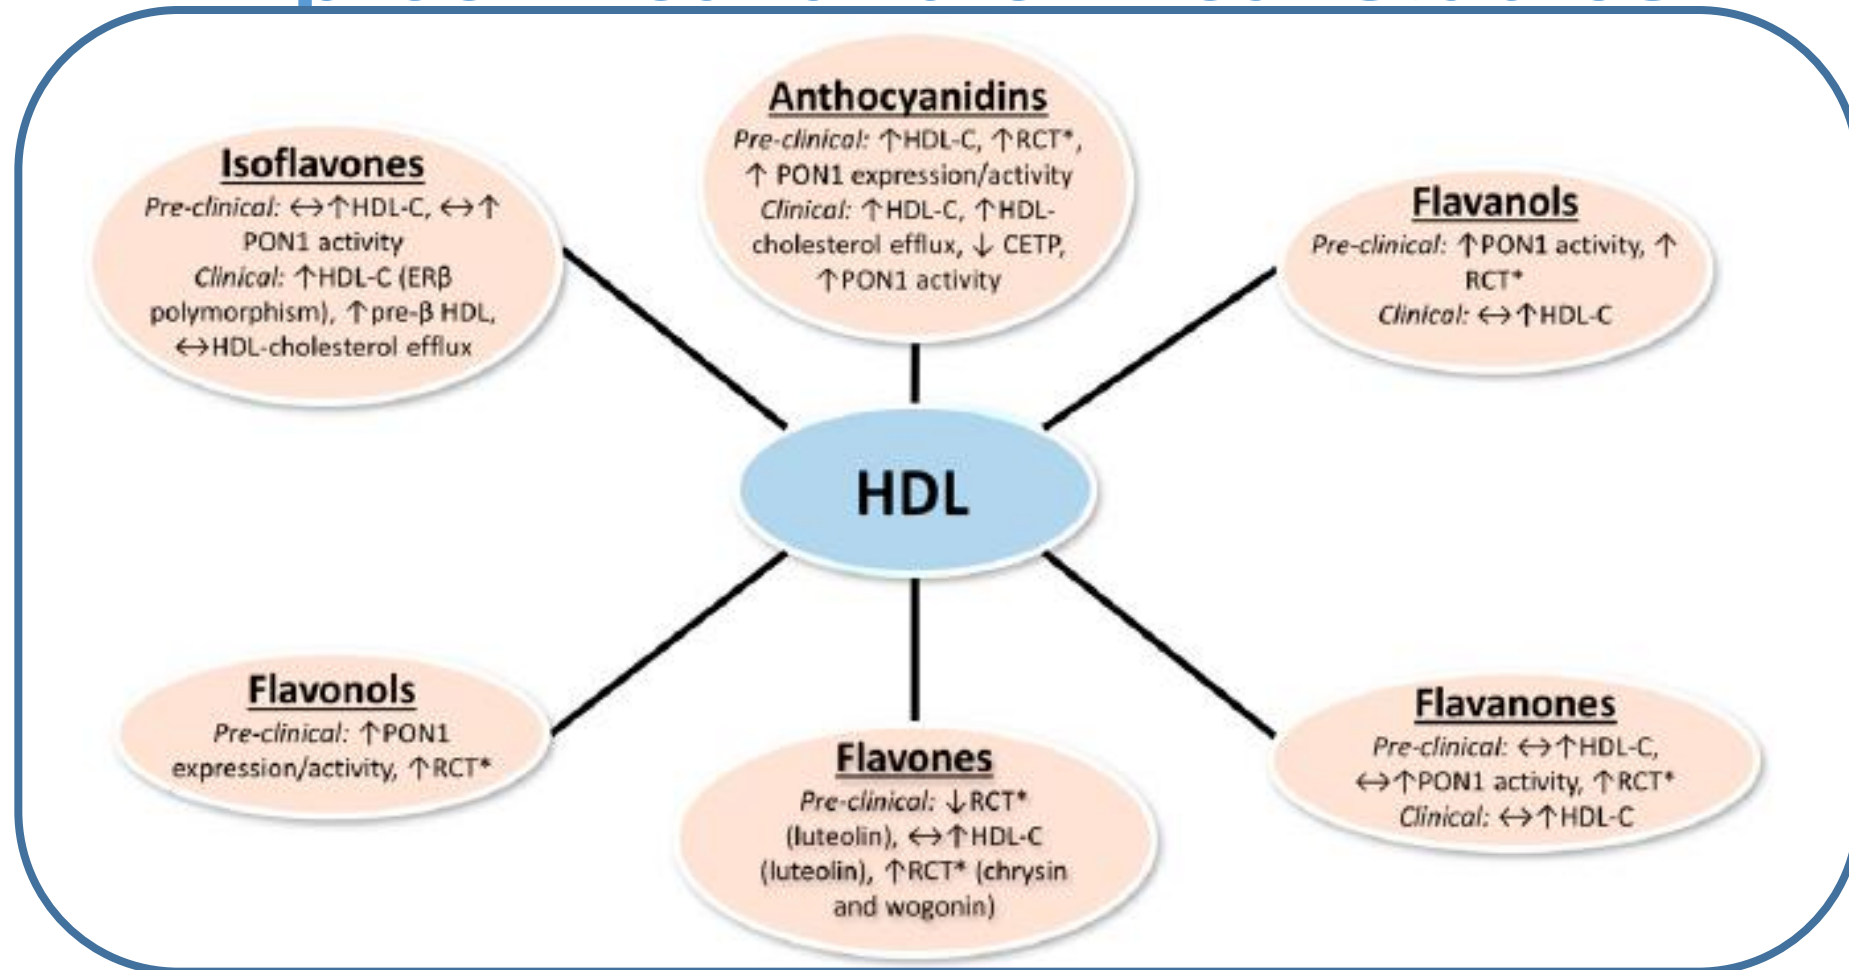 Anthocyanidins
Pre-clinical: ↑HDL-C, ↑RCT*,
↑ PON1 expression/activity
Clinical: ↑HDL-C, ↑HDL-
cholesterol efflux, ↓ CETP,
↑PON1 activity
Isoflavones
Pre-clinical: ↔↑HDL-C, ↔↑
PON1 activity
Clinical: ↑HDL-C (ERβ
polymorphism), ↑pre-β HDL,
↔HDL-cholesterol efflux
Flavanols
Pre-clinical: ↑PON1 activity, ↑
RCT*
Clinical: ↔↑HDL-C
HDL
Flavonols
Pre-clinical: ↑PON1
expression/activity, ↑RCT*
Flavones
Pre-clinical: ↓RCT*
(luteolin), ↔↑HDL-C
(luteolin), ↑RCT* (chrysin
and wogonin)
Flavanones
Pre-clinical: ↔↑HDL-C,
↔↑PON1 activity, ↑RCT*
Clinical: ↔↑HDL-C